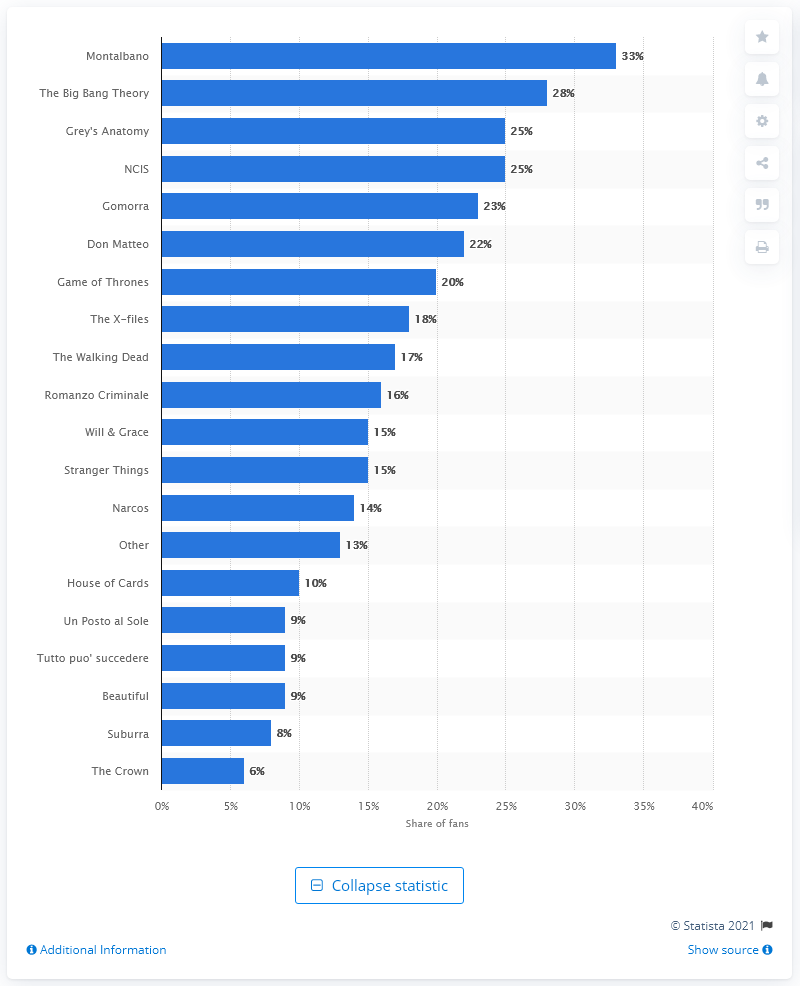 Montalbano 33%
The Big Bang Theory 28%
Grey's Anatomy 25%
NCIS 25%
Gomorra 23%
Don Matteo 22%
Game of Thrones 20%
The X-files 18%
The Walking Dead 17%
Romanzo Criminale 16%
Will & Grace 15%
Stranger Things 15%
Narcos 14%
Other 13%
House of Cards 10%
Un Posto al Sole 9%
Tutto puo' succedere 9%
Beautiful 9%
Suburra 8%
The Crown 6%
0% 5% 10% 15% 20% 25% 30% 35% 40%
Share of fans
Collapse statistic
© Statista 2021
Additional Information Show source